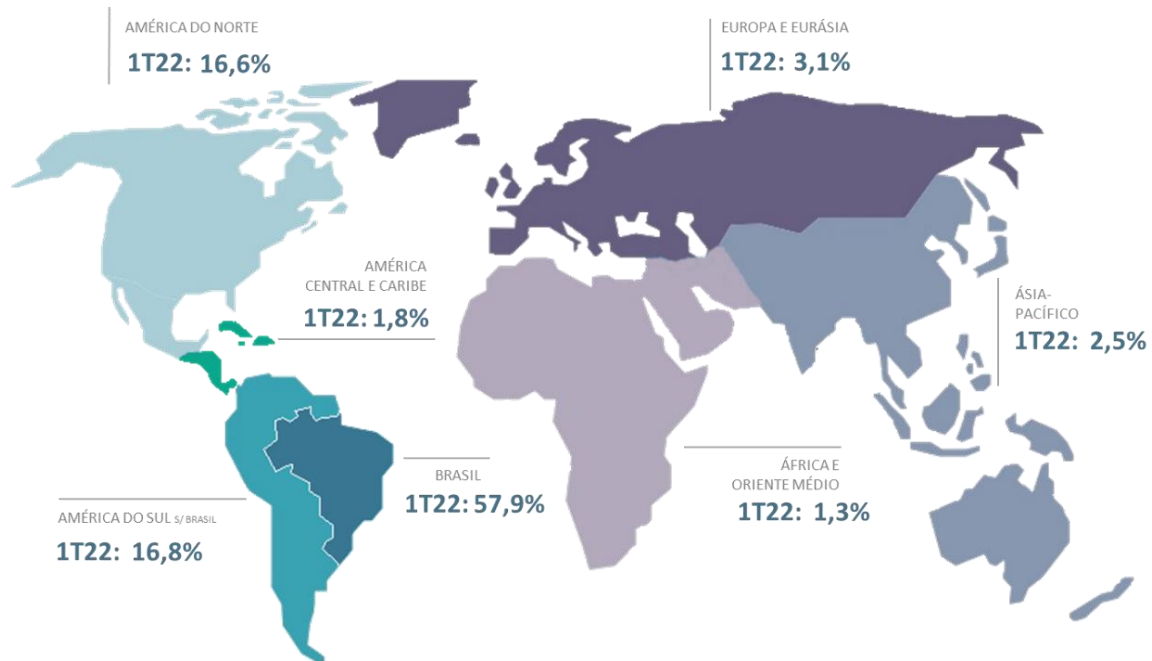 AMÉRICA DO NORTE
1T22: 16,6%
EUROPA E EURÁSIA
1T22: 3,1%
AMÉRICA
CENTRAL E CARIBE
1T22: 1,8%
ÁSIA-
PACÍFICO
1T22: 2,5%
BRASIL
1T22: 57,9%
ÁFRICA E
ORIENTE MÉDIO
1T22: 1,3%
AMÉRICA DO SUL S/ BRASIL
1T22: 16,8%